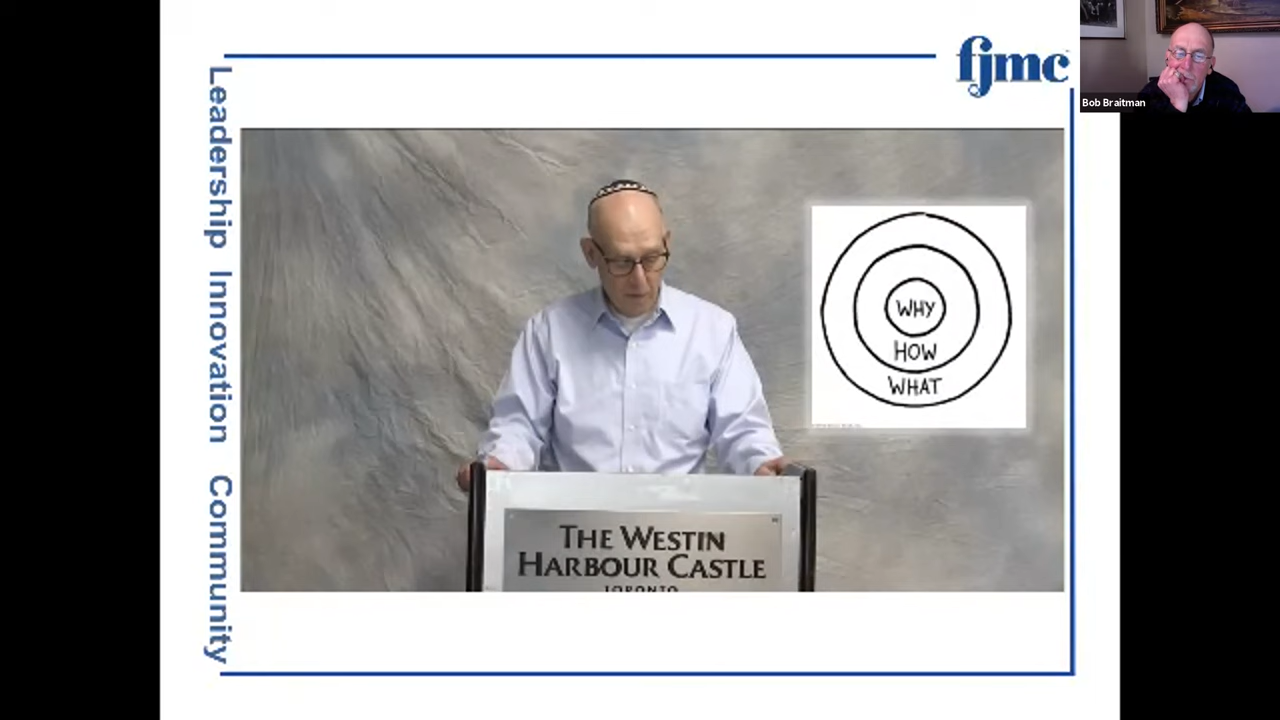 fjmc
Bob Braitman
Leadership Innovation Community
WHY
HOW
WHAT
THE WESTIN
HARBOUR CASTLE
TORONTO